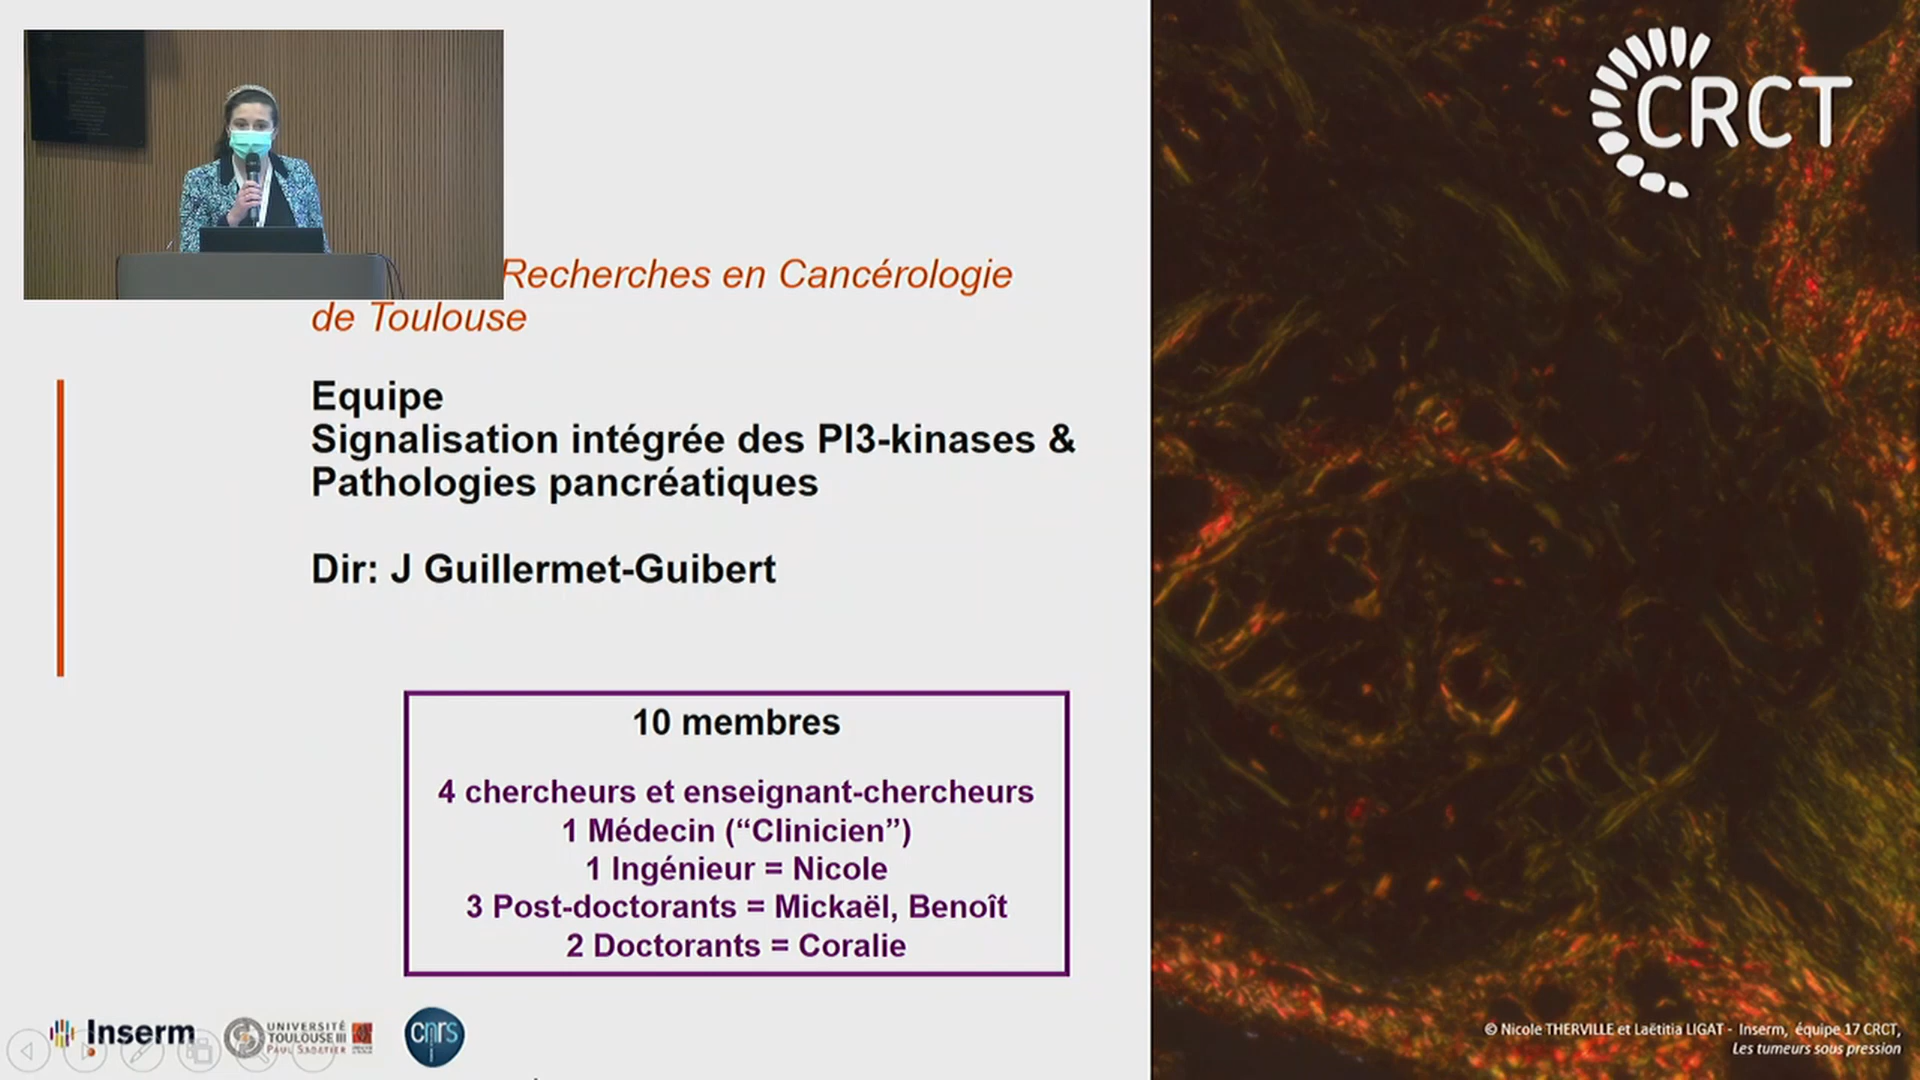 CRCT
Recherches en Cancérologie
de Toulouse
Equipe
Signalisation intégrée des PI3-kinases &
Pathologies pancréatiques
Dir: J Guillermet-Guibert
10 membres
4 chercheurs et enseignant-chercheurs
1 Médecin (“Clinicien”)
1 Ingénieur = Nicole
3 Post-doctorants = Mickaël, Benoît
2 Doctorants = Coralie
Inserm
UNIVERSITÉ
TOULOUSE III
PAUL SABATIER
cnrs
© Nicole THERVILLE et Laëtitia LIGAT - Inserm, équipe 17 CRCT,
Les tumeurs sous pression